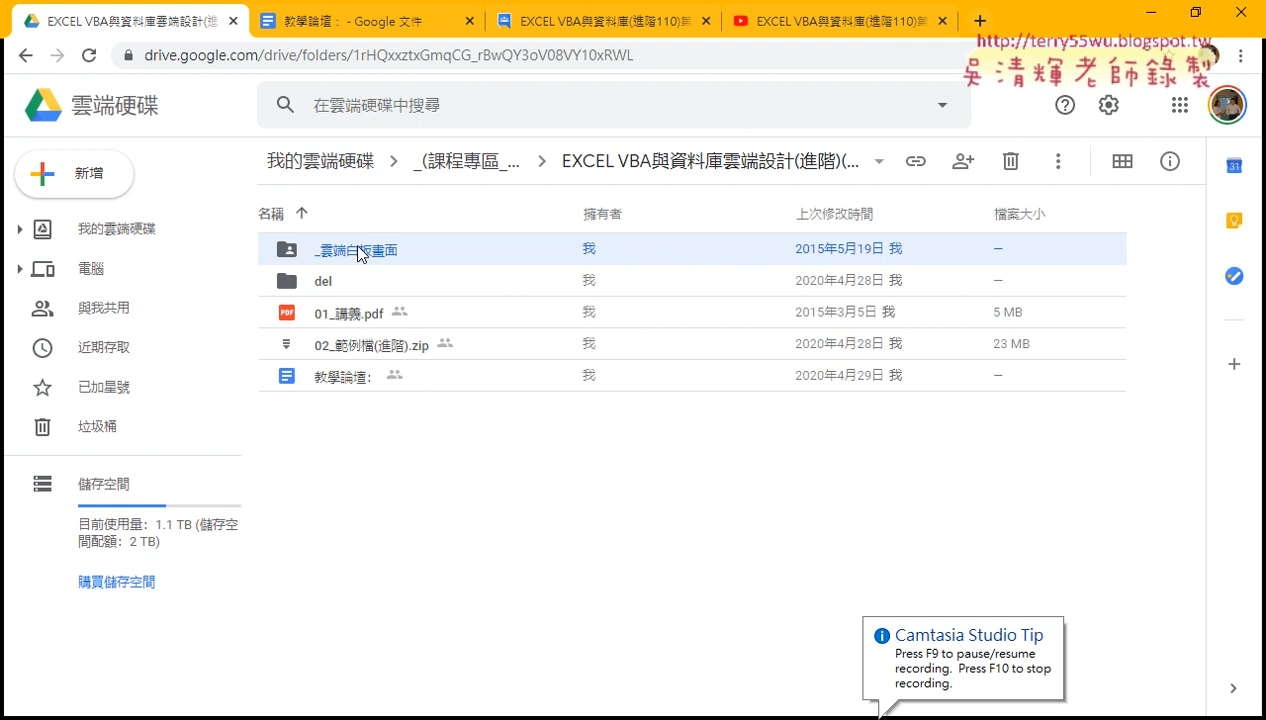 EXCEL VBA與資料庫雲端設計(進
教學論壇： - Google 文件
EXCEL VBA與資料庫(進階110)第
EXCEL VBA與資料庫(進階110)第
drive.google.com/drive/folders/1rHQxxztxGmqCG_rBwQY3oV08VY10xRWL
http://terry55wu.blogspot.tw
吳清輝老師錄製
雲端硬碟
在雲端硬碟中搜尋
新增
我的雲端硬碟
_(課程專區_...
EXCEL VBA與資料庫雲端設計(進階)(...
名稱
擁有者
上次修改時間
檔案大小
_雲端白板畫面 我 2015年5月19日 我 –
del 我 2020年4月28日 我 –
PDF 01_講義.pdf 我 2015年3月5日 我 5 MB
02_範例檔(進階).zip 我 2020年4月28日 我 23 MB
教學論壇： 我 2020年4月29日 我 –
我的雲端硬碟
電腦
與我共用
近期存取
已加星號
垃圾桶
儲存空間
目前使用量：1.1 TB (儲存空
間配額：2 TB)
購買儲存空間
31
Camtasia Studio Tip
Press F9 to pause/resume
recording. Press F10 to stop
recording.